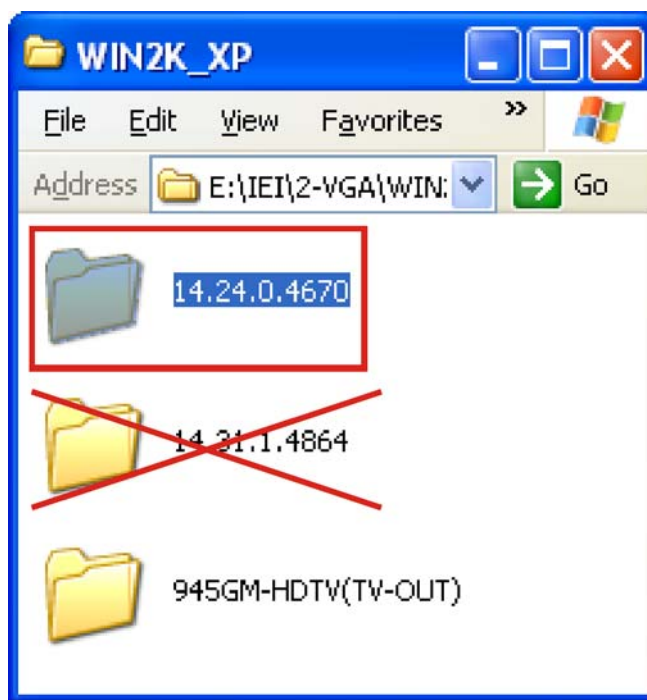 WIN2K_XP
File Edit View Favorites »
Address E:\IEI\2-VGA\WIN: Go
14.24.0.4670
14.31.1.4864
945GM-HDTV(TV-OUT)